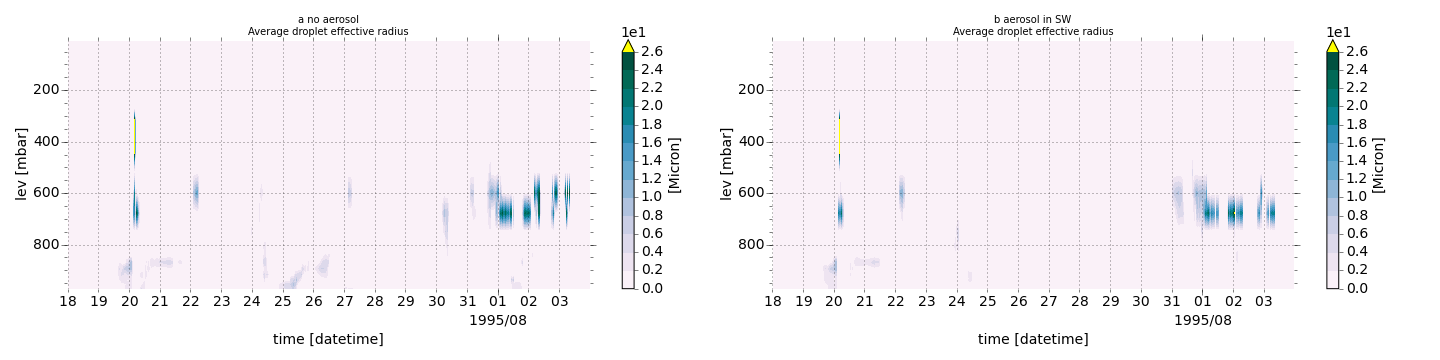 a no aerosol
Average droplet effective radius
1e1
lev [mbar]
200
400
600
800
18 19 20 21 22 23 24 25 26 27 28 29 30 31 01 02 03
1995/08
time [datetime]
2.6
2.4
2.2
2.0
1.8
1.6
1.4
1.2
1.0
0.8
0.6
0.4
0.2
0.0
[Micron]
b aerosol in SW
Average droplet effective radius
1e1
lev [mbar]
200
400
600
800
18 19 20 21 22 23 24 25 26 27 28 29 30 31 01 02 03
1995/08
time [datetime]
2.6
2.4
2.2
2.0
1.8
1.6
1.4
1.2
1.0
0.8
0.6
0.4
0.2
0.0
[Micron]